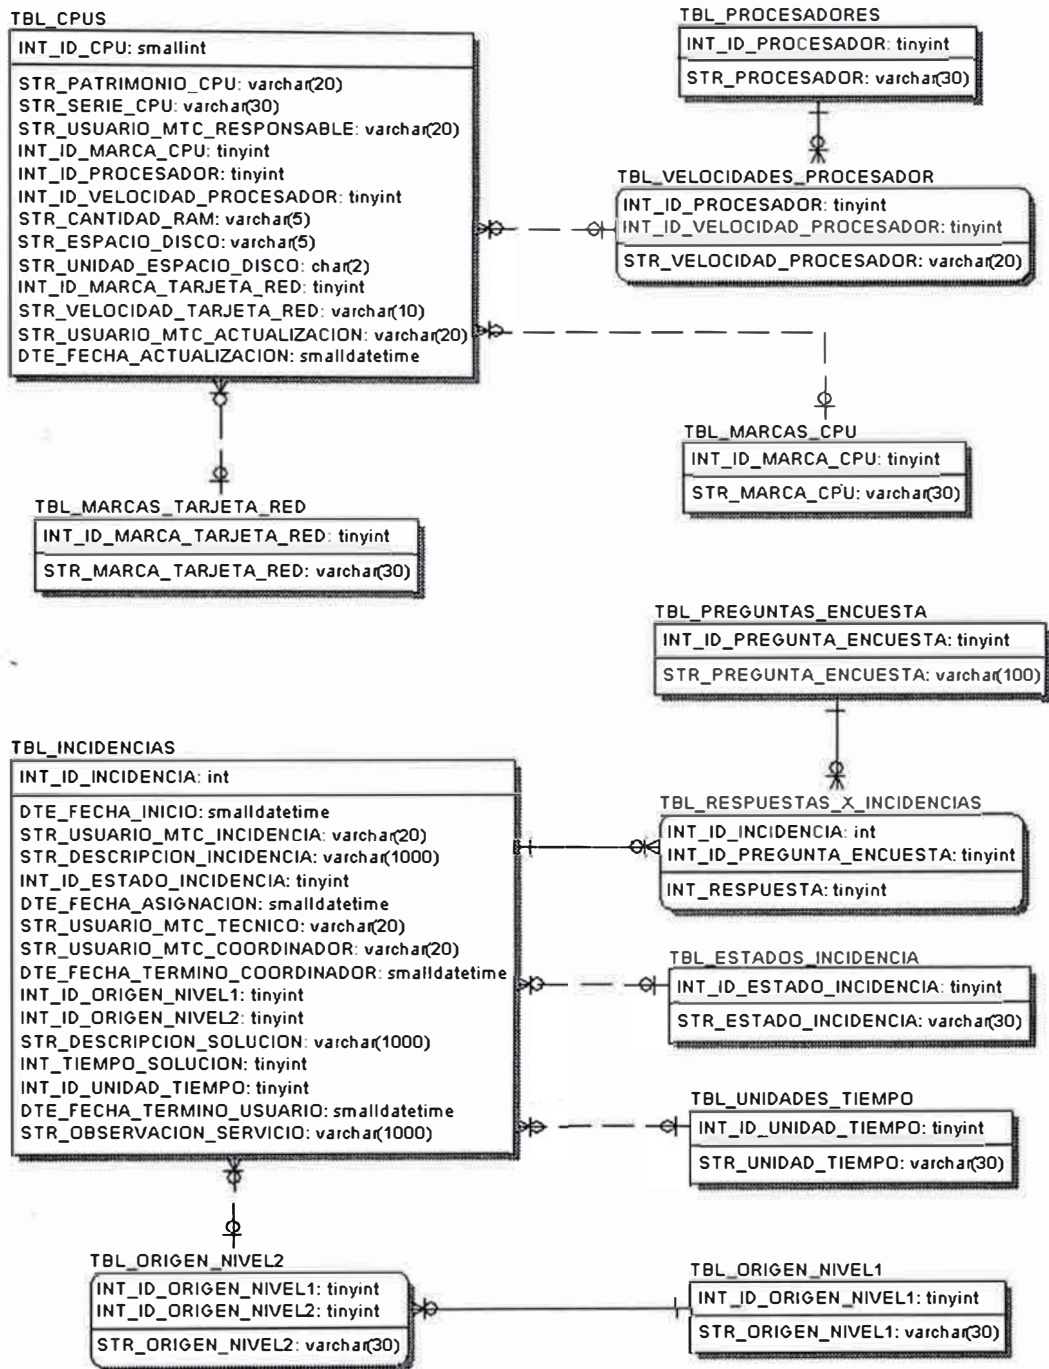 TBL_CPUS
INT_ID_CPU: smallint
STR_PATRIMONIO_CPU: varchar(20)
STR_SERIE_CPU: varchar(30)
STR_USUARIO_MTC_RESPONSABLE: varchar(20)
INT_ID_MARCA_CPU: tinyint
INT_ID_PROCESADOR: tinyint
INT_ID_VELOCIDAD_PROCESADOR: tinyint
STR_CANTIDAD_RAM: varchar(5)
STR_ESPACIO_DISCO: varchar(5)
STR_UNIDAD_ESPACIO_DISCO: char(2)
INT_ID_MARCA_TARJETA_RED: tinyint
STR_VELOCIDAD_TARJETA_RED: varchar(10)
STR_USUARIO_MTC_ACTUALIZACION: varchar(20)
DTE_FECHA_ACTUALIZACION: smalldatetime
TBL_PROCESADORES
INT_ID_PROCESADOR: tinyint
STR_PROCESADOR: varchar(30)
TBL_VELOCIDADES_PROCESADOR
INT_ID_PROCESADOR: tinyint
INT_ID_VELOCIDAD_PROCESADOR: tinyint
STR_VELOCIDAD_PROCESADOR: varchar(20)
TBL_MARCAS_CPU
INT_ID_MARCA_CPU: tinyint
STR_MARCA_CPU: varchar(30)
TBL_MARCAS_TARJETA_RED
INT_ID_MARCA_TARJETA_RED: tinyint
STR_MARCA_TARJETA_RED: varchar(30)
TBL_PREGUNTAS_ENCUESTA
INT_ID_PREGUNTA_ENCUESTA: tinyint
STR_PREGUNTA_ENCUESTA: varchar(100)
TBL_INCIDENCIAS
INT_ID_INCIDENCIA: int
DTE_FECHA_INICIO: smalldatetime
STR_USUARIO_MTC_INCIDENCIA: varchar(20)
STR_DESCRIPCION_INCIDENCIA: varchar(1000)
INT_ID_ESTADO_INCIDENCIA: tinyint
DTE_FECHA_ASIGNACION: smalldatetime
STR_USUARIO_MTC_TECNICO: varchar(20)
STR_USUARIO_MTC_COORDINADOR: varchar(20)
DTE_FECHA_TERMINO_COORDINADOR: smalldatetime
INT_ID_ORIGEN_NIVEL1: tinyint
INT_ID_ORIGEN_NIVEL2: tinyint
STR_DESCRIPCION_SOLUCION: varchar(1000)
INT_TIEMPO_SOLUCION: tinyint
INT_ID_UNIDAD_TIEMPO: tinyint
DTE_FECHA_TERMINO_USUARIO: smalldatetime
STR_OBSERVACION_SERVICIO: varchar(1000)
TBL_RESPUESTAS_X_INCIDENCIAS
INT_ID_INCIDENCIA: int
INT_ID_PREGUNTA_ENCUESTA: tinyint
INT_RESPUESTA: tinyint
TBL_ESTADOS_INCIDENCIA
INT_ID_ESTADO_INCIDENCIA: tinyint
STR_ESTADO_INCIDENCIA: varchar(30)
TBL_UNIDADES_TIEMPO
INT_ID_UNIDAD_TIEMPO: tinyint
STR_UNIDAD_TIEMPO: varchar(30)
TBL_ORIGEN_NIVEL2
INT_ID_ORIGEN_NIVEL1: tinyint
INT_ID_ORIGEN_NIVEL2: tinyint
STR_ORIGEN_NIVEL2: varchar(30)
TBL_ORIGEN_NIVEL1
INT_ID_ORIGEN_NIVEL1: tinyint
STR_ORIGEN_NIVEL1: varchar(30)